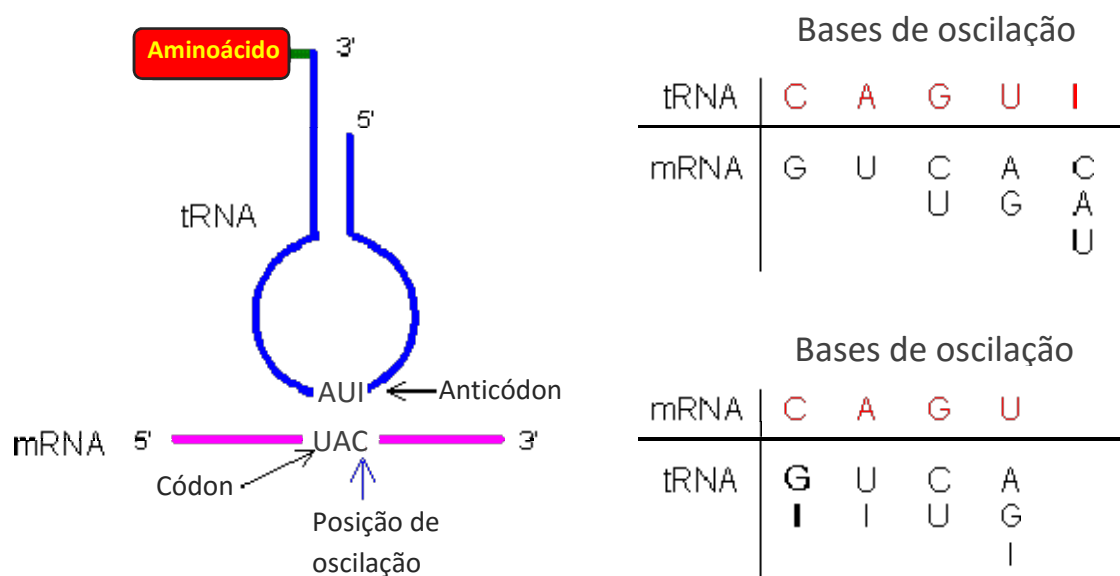 Aminoácido
3'
5'
tRNA
AUI
Anticódon
mRNA 5' UAC 3'
Códon
Posição de
oscilação
Bases de oscilação
tRNA C A G U I
mRNA G U C A C
U G A
U
Bases de oscilação
mRNA C A G U
tRNA G U C A
I I U G
I